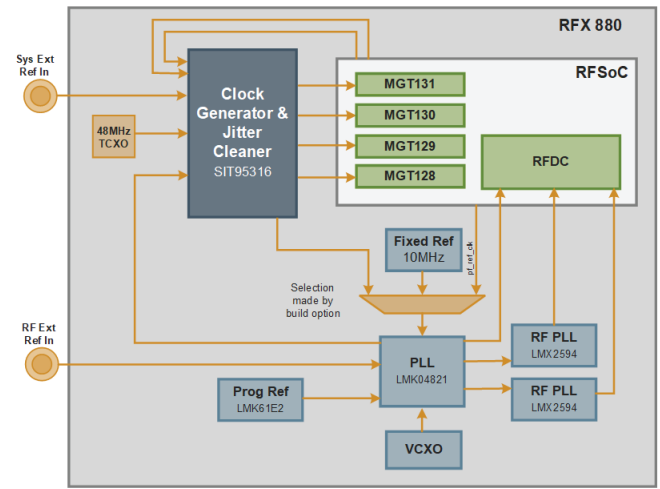 RFX 880
Sys Ext
Ref In
RFSoC
Clock
Generator &
Jitter
Cleaner
SIT95316
MGT131
MGT130
MGT129
MGT128
48MHz
TCXO
RFDC
Fixed Ref
10MHz
pf_ref_clk
Selection
made by
build option
RF Ext
Ref In
PLL
LMK04821
RF PLL
LMX2594
RF PLL
LMX2594
Prog Ref
LMK61E2
VCXO